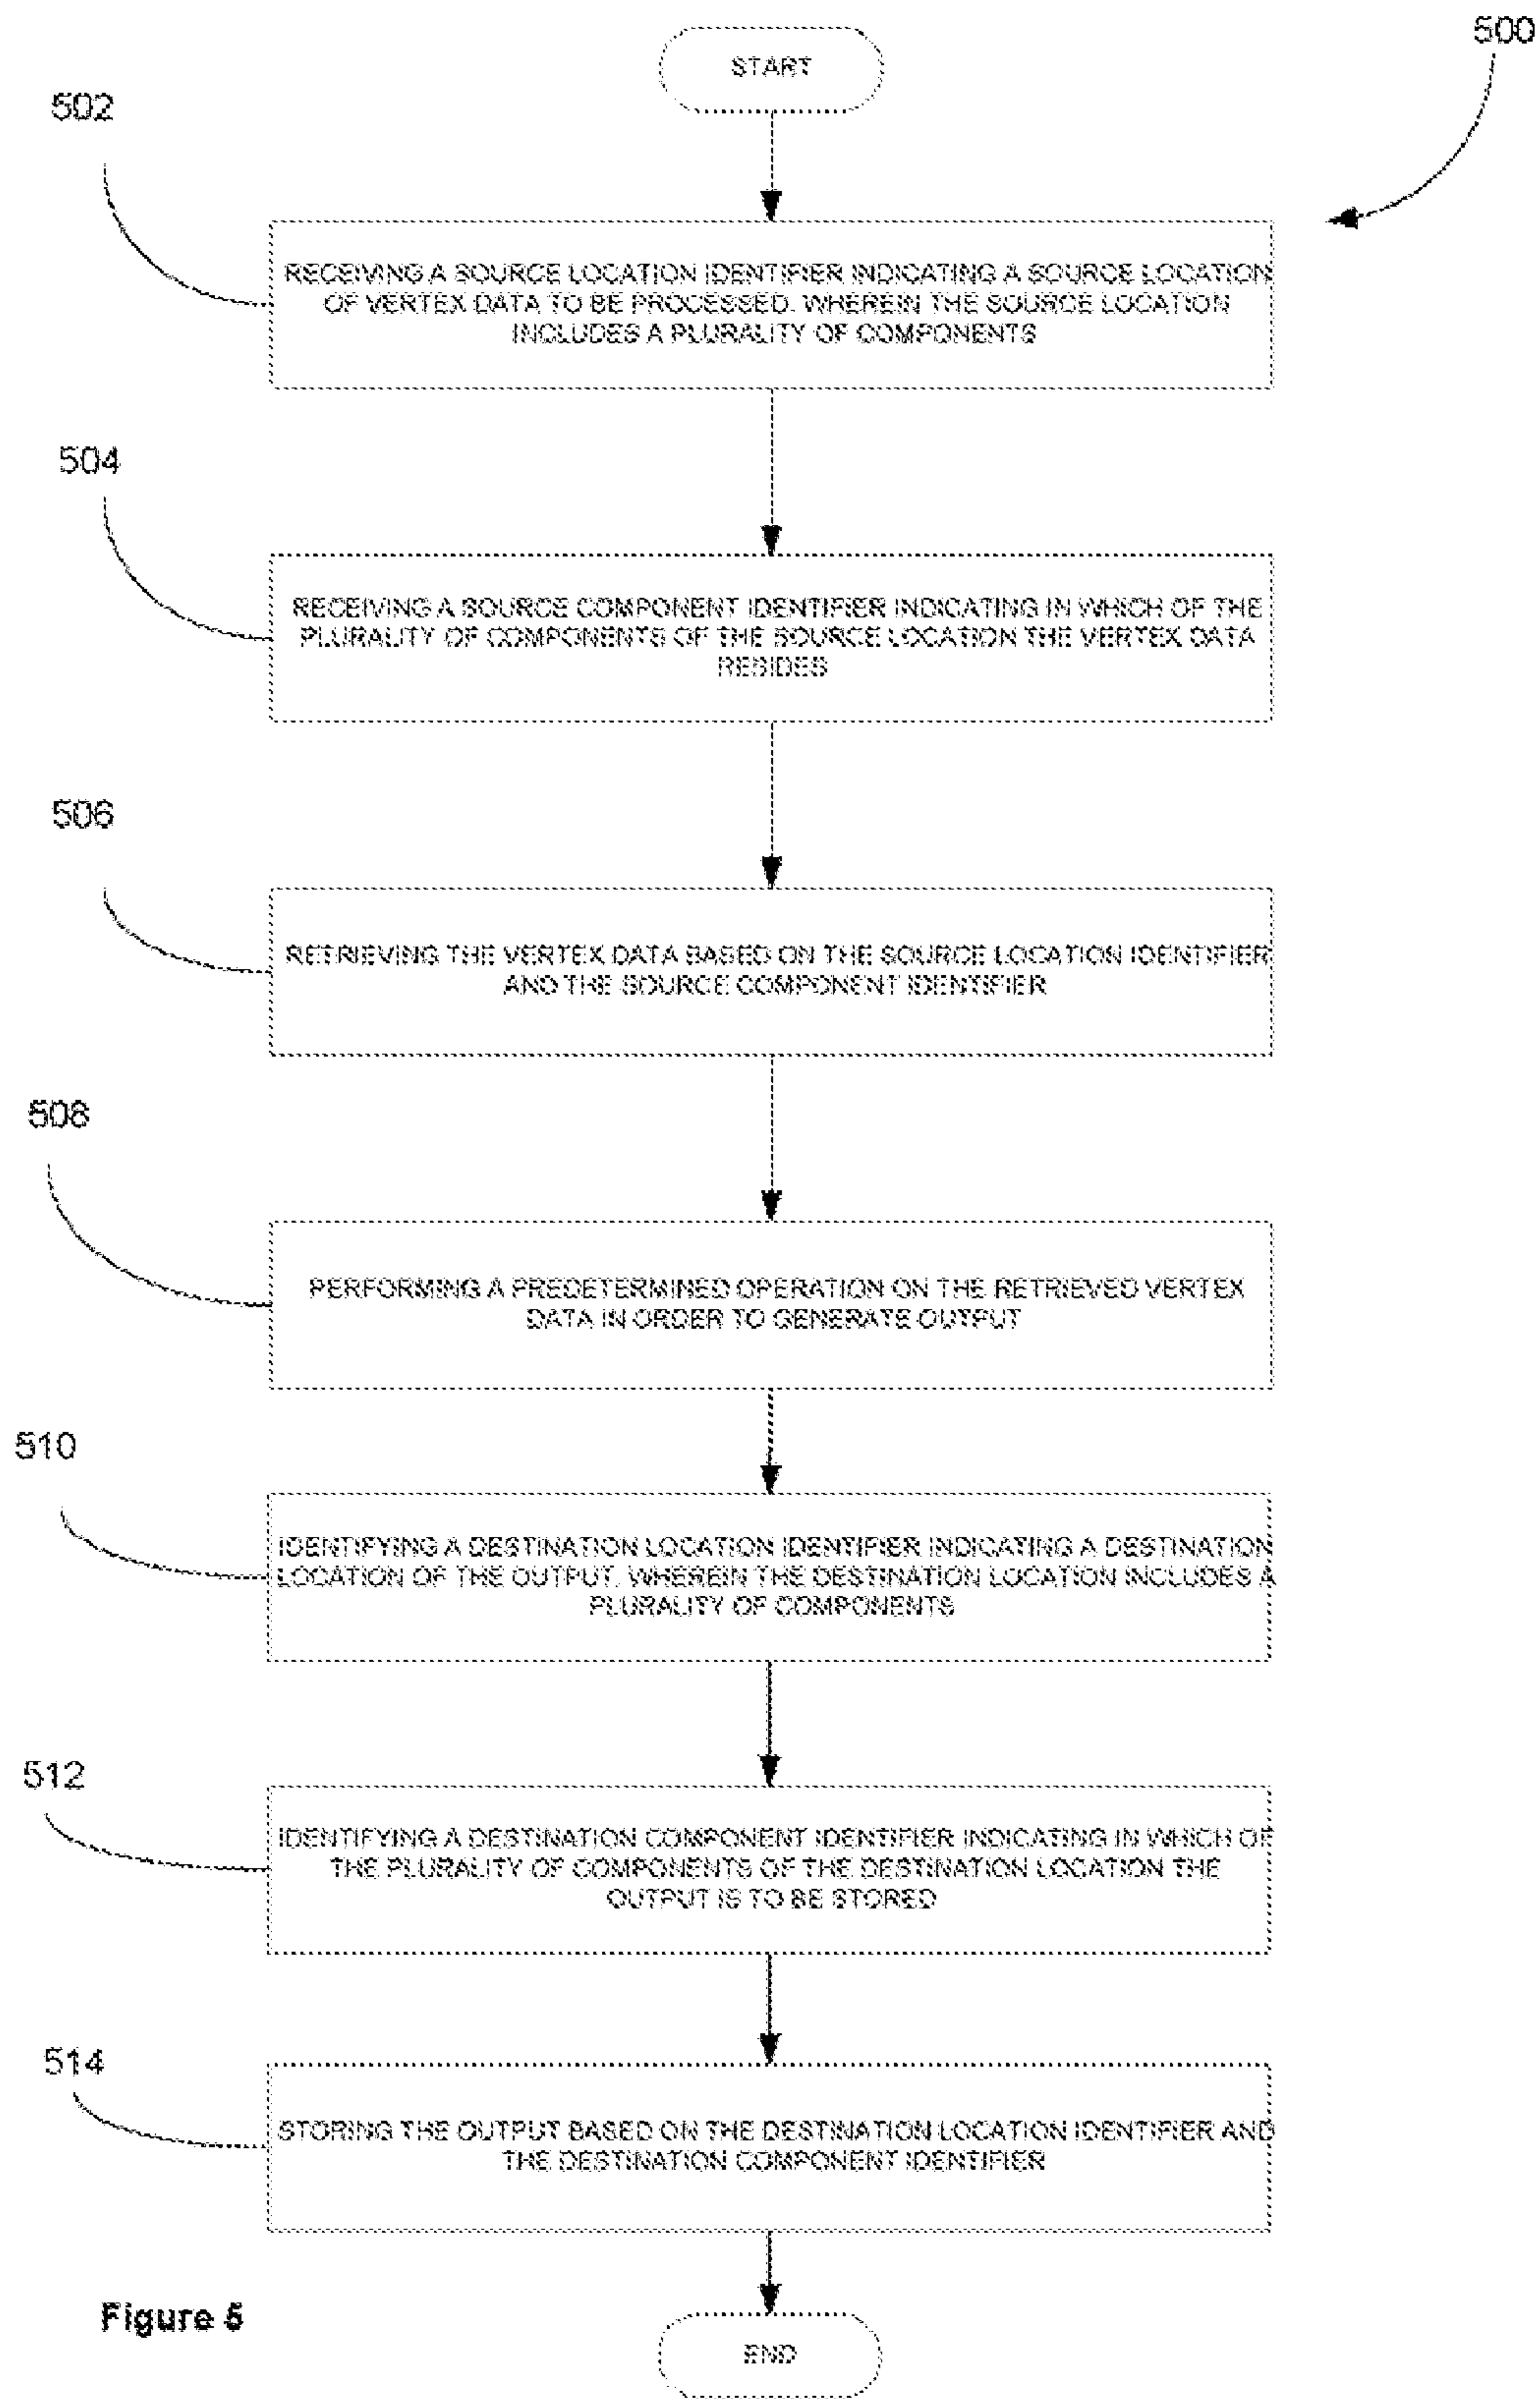 500
START
502
RECEIVING A SOURCE LOCATION IDENTIFIER INDICATING A SOURCE LOCATION
OF VERTEX DATA TO BE PROCESSED, WHEREIN THE SOURCE LOCATION
INCLUDES A PLURALITY OF COMPONENTS
504
RECEIVING A SOURCE COMPONENT IDENTIFIER INDICATING IN WHICH OF THE
PLURALITY OF COMPONENTS OF THE SOURCE LOCATION THE VERTEX DATA
RESIDES
506
RETRIEVING THE VERTEX DATA BASED ON THE SOURCE LOCATION IDENTIFIER
AND THE SOURCE COMPONENT IDENTIFIER
508
PERFORMING A PREDETERMINED OPERATION ON THE RETRIEVED VERTEX
DATA IN ORDER TO GENERATE OUTPUT
510
IDENTIFYING A DESTINATION LOCATION IDENTIFIER INDICATING A DESTINATION
LOCATION OF THE OUTPUT, WHEREIN THE DESTINATION LOCATION INCLUDES A
PLURALITY OF COMPONENTS
512
IDENTIFYING A DESTINATION COMPONENT IDENTIFIER INDICATING IN WHICH OF
THE PLURALITY OF COMPONENTS OF THE DESTINATION LOCATION THE
OUTPUT IS TO BE STORED
514
STORING THE OUTPUT BASED ON THE DESTINATION LOCATION IDENTIFIER AND
THE DESTINATION COMPONENT IDENTIFIER
Figure 5
END